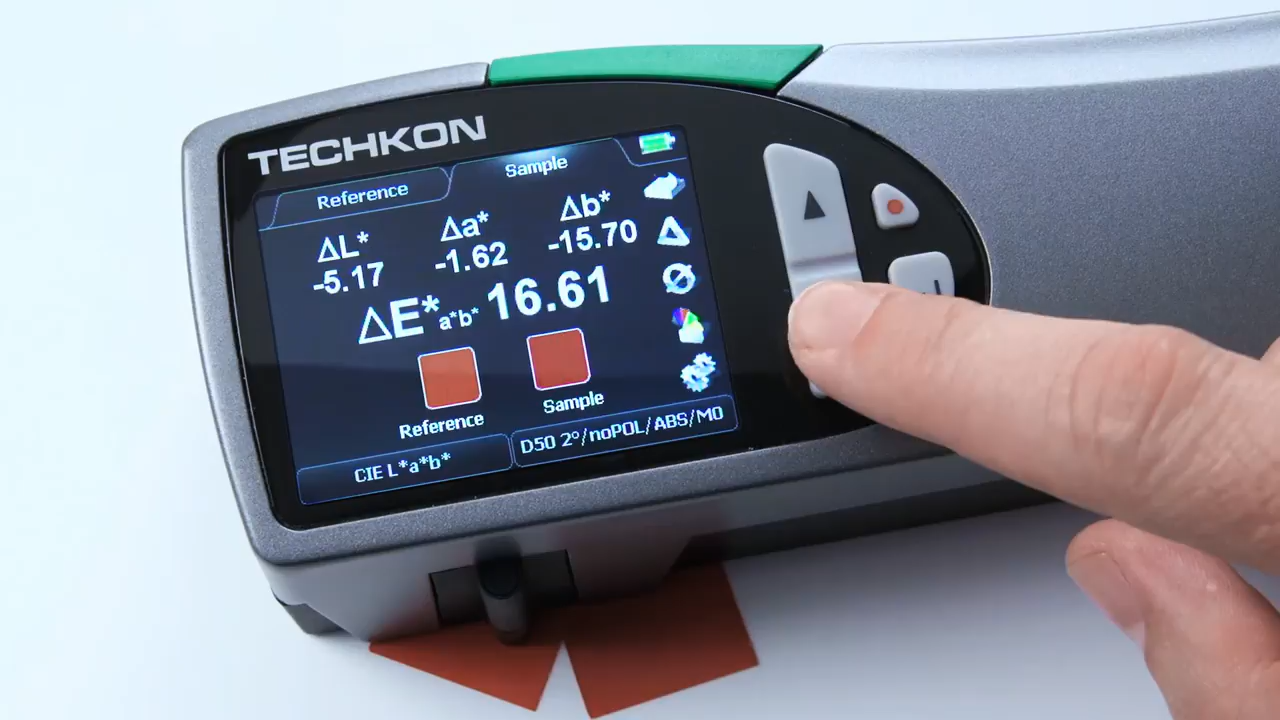 TECHKON
Reference
Sample
ΔL*
Δa*
Δb*
-5.17
-1.62
-15.70
ΔE*a*b* 16.61
Reference
Sample
CIE L*a*b*
D50 2°/noPOL/ABS/M0